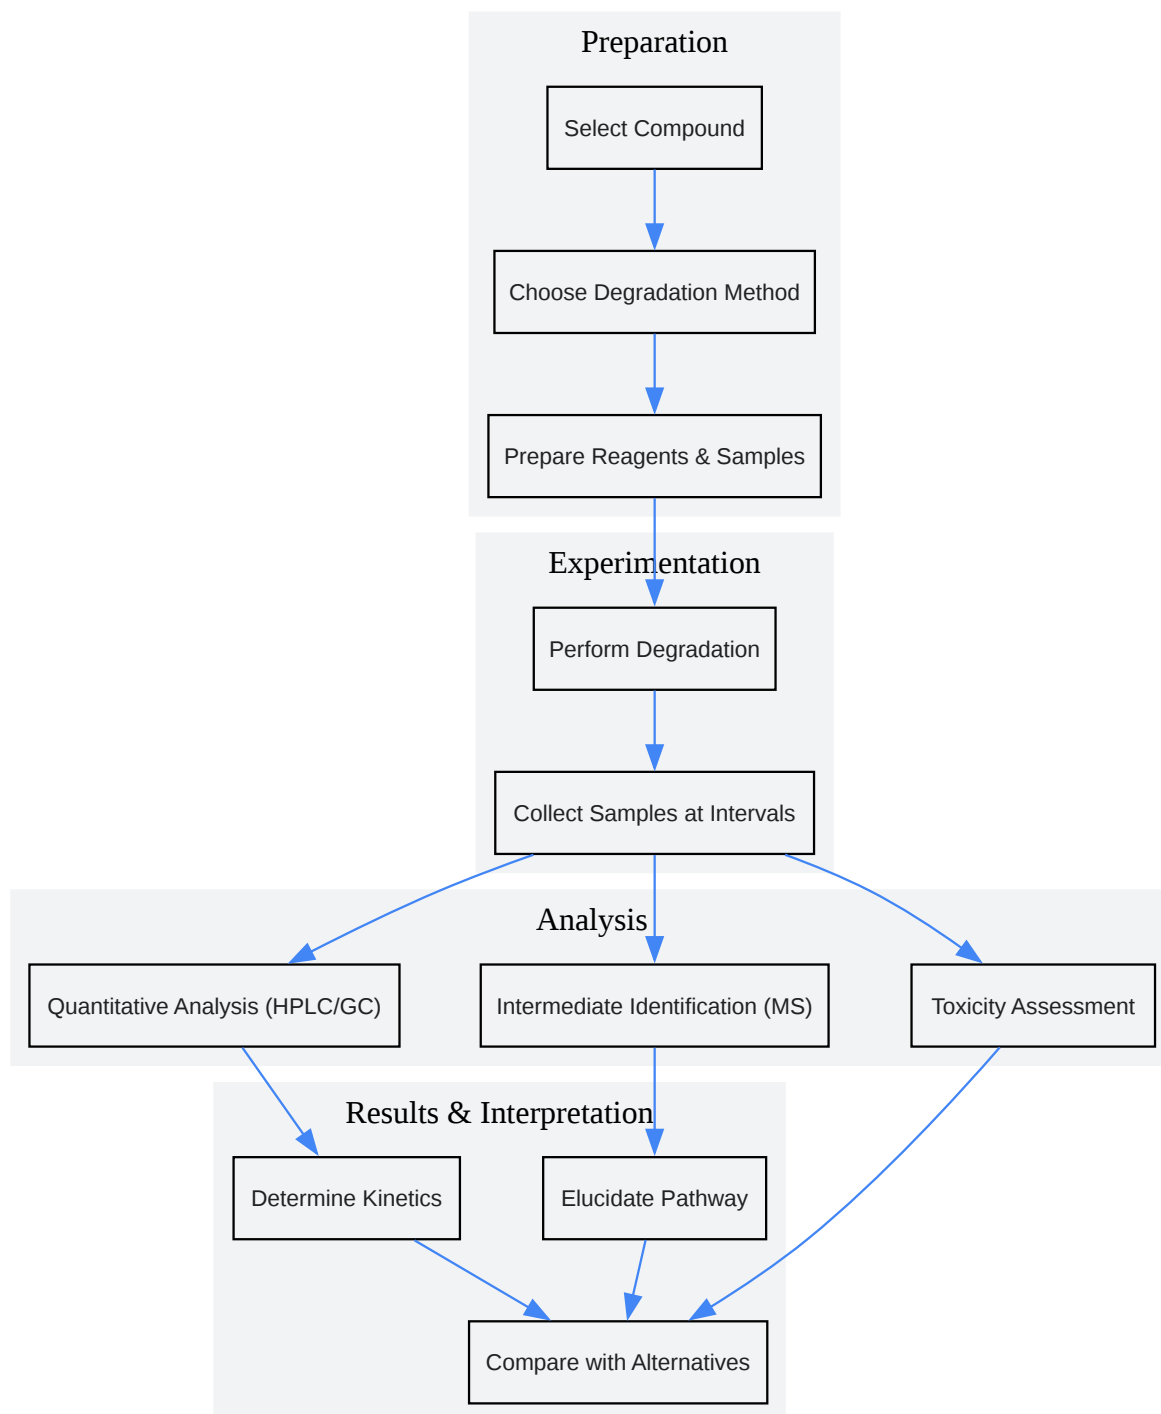 Preparation
Select Compound
Choose Degradation Method
Prepare Reagents & Samples
Experimentation
Perform Degradation
Collect Samples at Intervals
Analysis
Quantitative Analysis (HPLC/GC)
Intermediate Identification (MS)
Toxicity Assessment
Results & Interpretation
Determine Kinetics
Elucidate Pathway
Compare with Alternatives